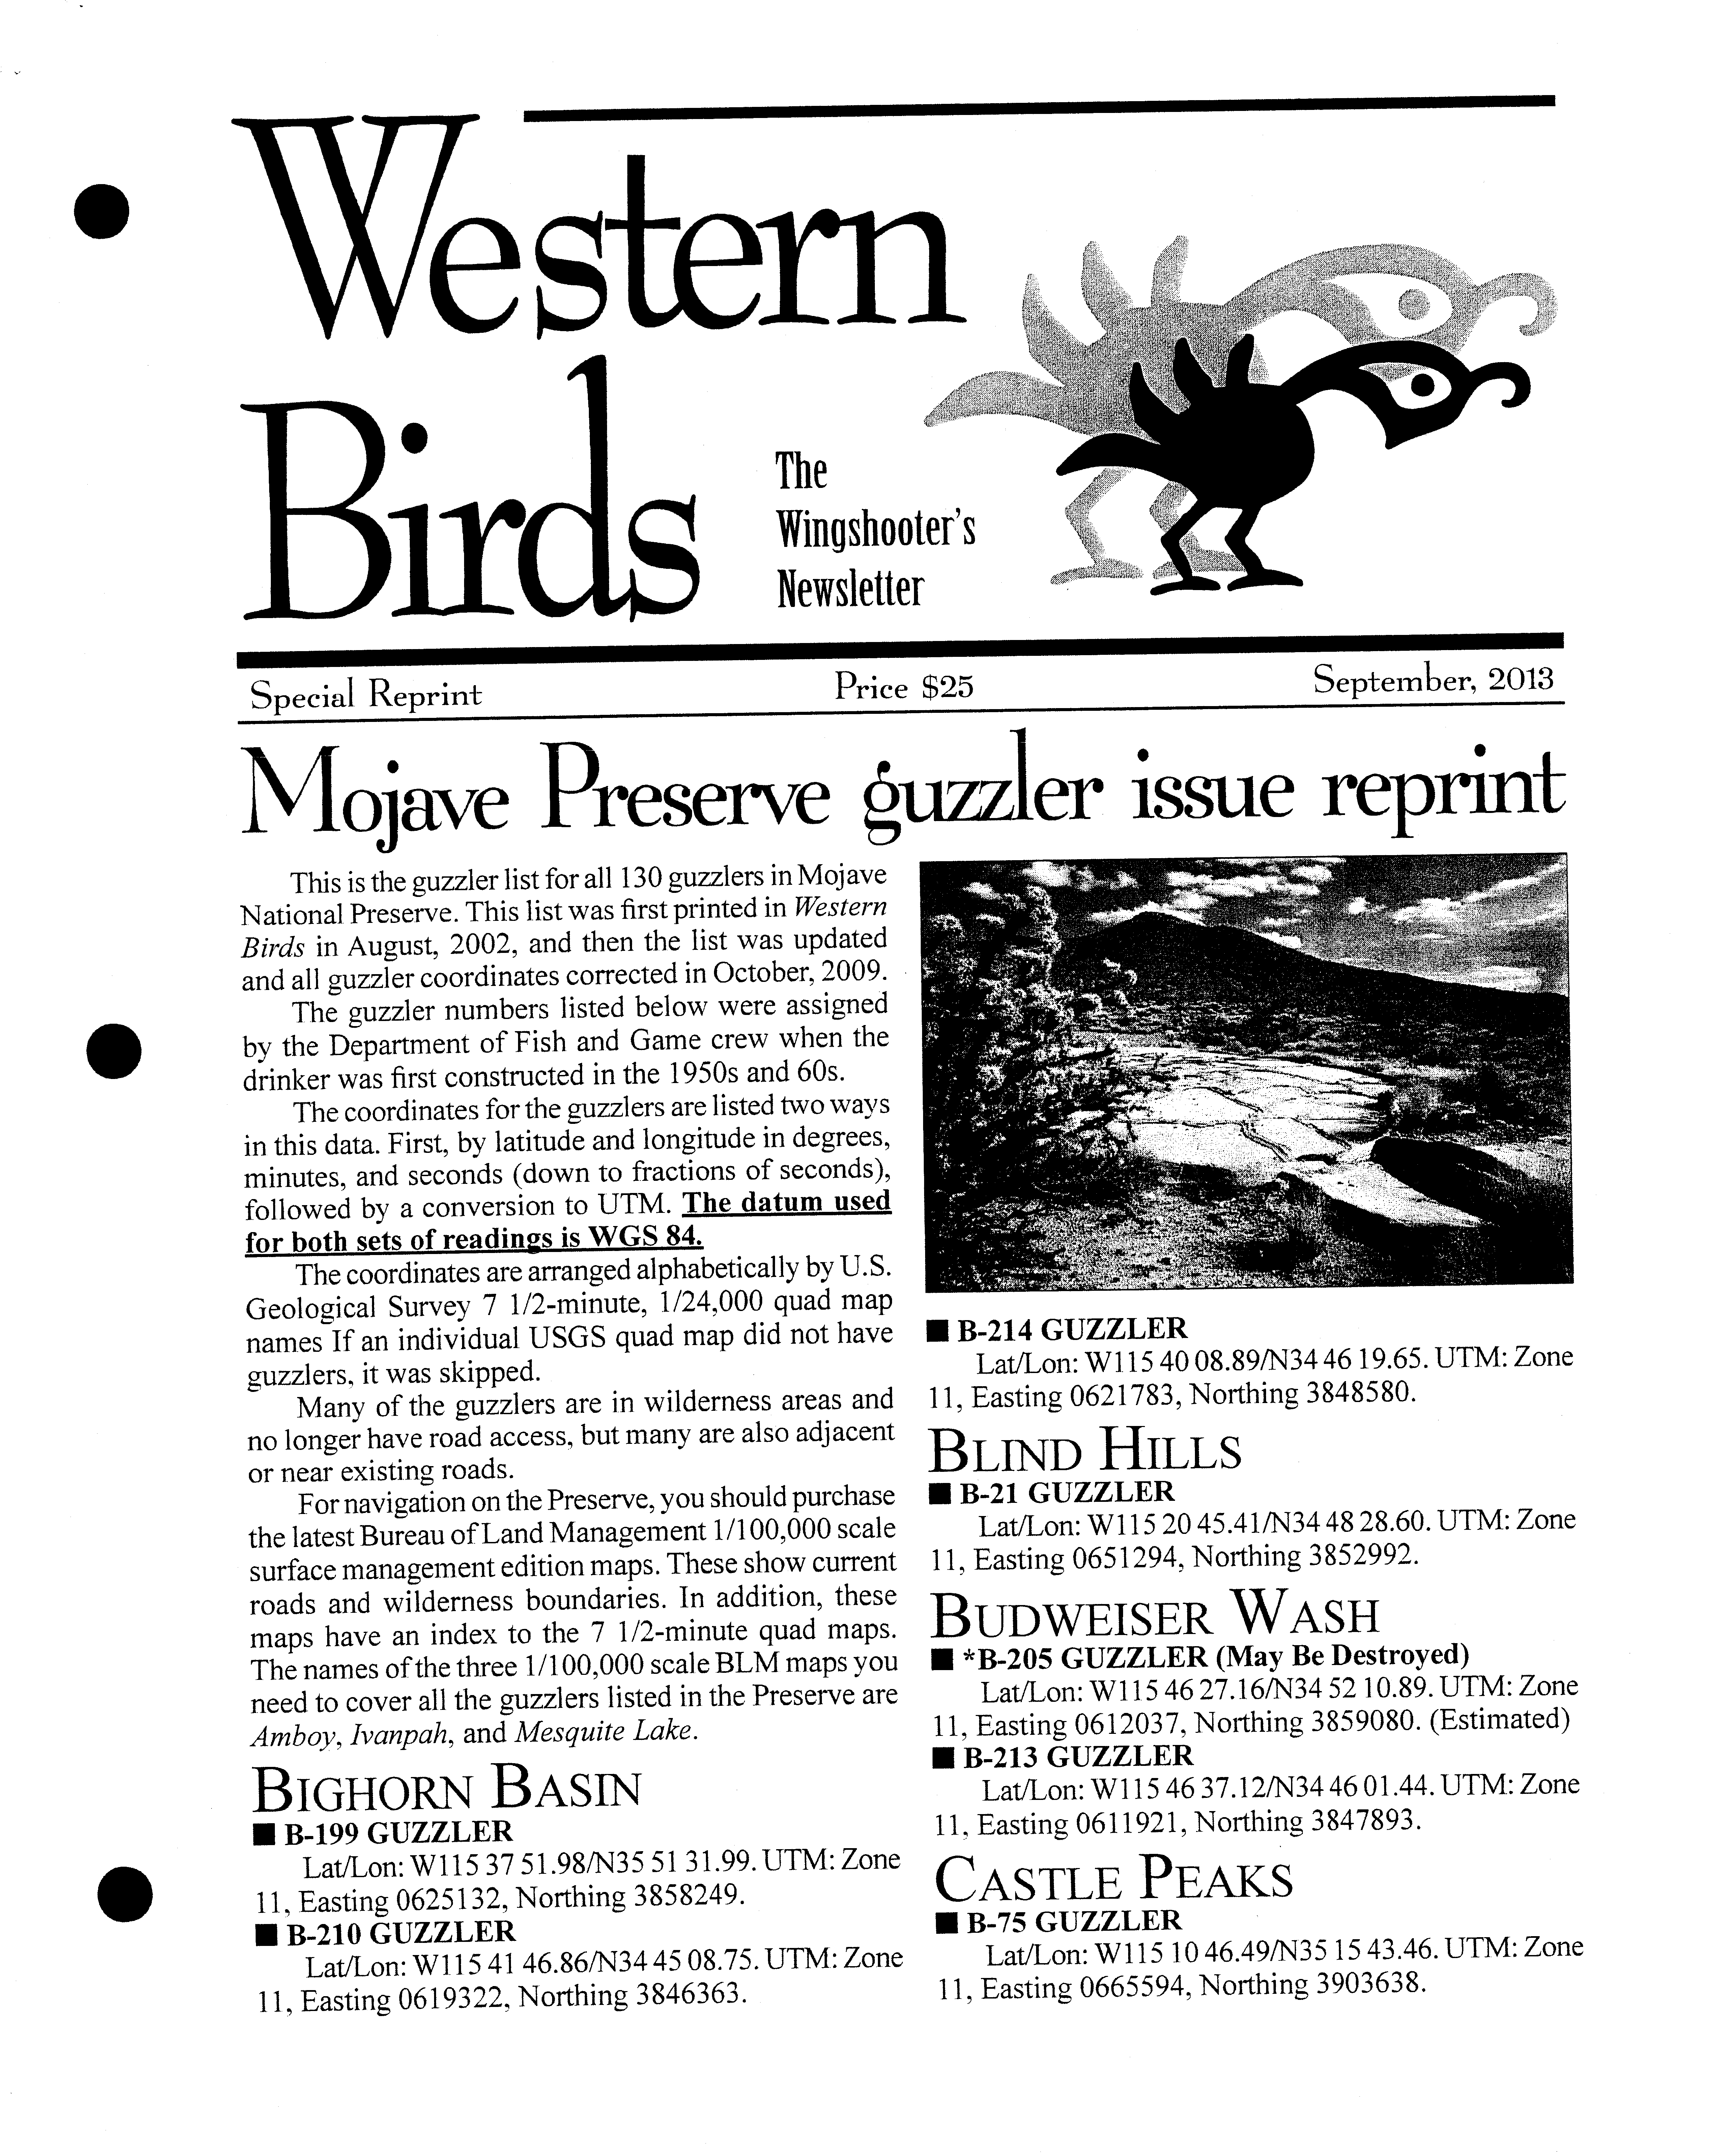 Western
Birds
The
Wingshooter's
Newsletter
Special Reprint Price $25 September, 2013
Mojave Preserve guzzler issue reprint
This is the guzzler list for all 130 guzzlers in Mojave
National Preserve. This list was first printed in Western
Birds in August, 2002, and then the list was updated
and all guzzler coordinates corrected in October, 2009.
The guzzler numbers listed below were assigned
by the Department of Fish and Game crew when the
drinker was first constructed in the 1950s and 60s.
The coordinates for the guzzlers are listed two ways
in this data. First, by latitude and longitude in degrees,
minutes, and seconds (down to fractions of seconds),
followed by a conversion to UTM. The datum used
for both sets of readings is WGS 84.
The coordinates are arranged alphabetically by U.S.
Geological Survey 7 1/2-minute, 1/24,000 quad map
names If an individual USGS quad map did not have
guzzlers, it was skipped.
Many of the guzzlers are in wilderness areas and
no longer have road access, but many are also adjacent
or near existing roads.
For navigation on the Preserve, you should purchase
the latest Bureau of Land Management 1/100,000 scale
surface management edition maps. These show current
roads and wilderness boundaries. In addition, these
maps have an index to the 7 1/2-minute quad maps.
The names of the three 1/100,000 scale BLM maps you
need to cover all the guzzlers listed in the Preserve are
Amboy, Ivanpah, and Mesquite Lake.
BIGHORN BASIN
■ B-199 GUZZLER
Lat/Lon: W115 37 51.98/N35 51 31.99. UTM: Zone
11, Easting 0625132, Northing 3858249.
■ B-210 GUZZLER
Lat/Lon: W115 41 46.86/N34 45 08.75. UTM: Zone
11, Easting 0619322, Northing 3846363.
■ B-214 GUZZLER
Lat/Lon: W115 40 08.89/N34 46 19.65. UTM: Zone
11, Easting 0621783, Northing 3848580.
BLIND HILLS
■ B-21 GUZZLER
Lat/Lon: W115 20 45.41/N34 48 28.60. UTM: Zone
11, Easting 0651294, Northing 3852992.
BUDWEISER WASH
■ *B-205 GUZZLER (May Be Destroyed)
Lat/Lon: W115 46 27.16/N34 52 10.89. UTM: Zone
11, Easting 0612037, Northing 3859080. (Estimated)
■ B-213 GUZZLER
Lat/Lon: W115 46 37.12/N34 46 01.44. UTM: Zone
11, Easting 0611921, Northing 3847893.
CASTLE PEAKS
■ B-75 GUZZLER
Lat/Lon: W115 10 46.49/N35 15 43.46. UTM: Zone
11, Easting 0665594, Northing 3903638.